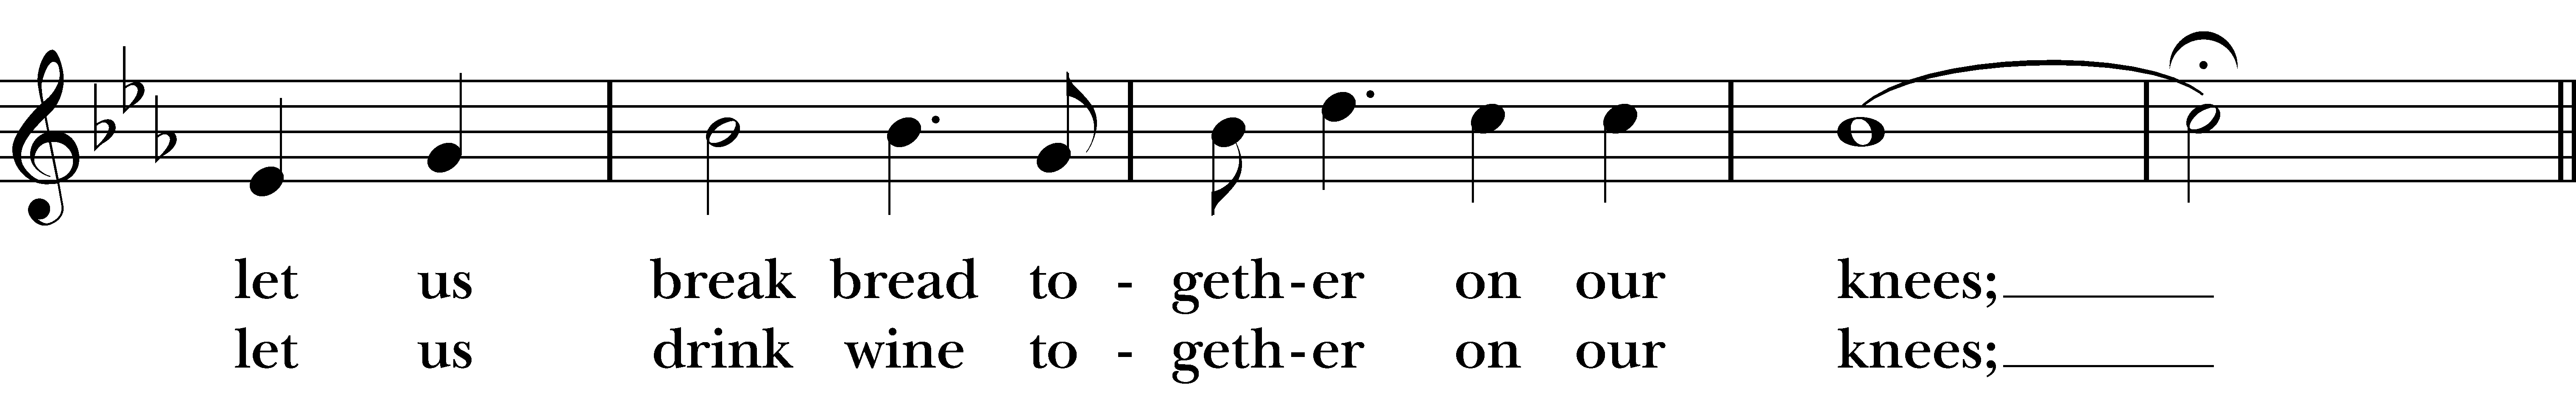 let us break bread to - geth-er on our knees;
let us drink wine to - geth-er on our knees;